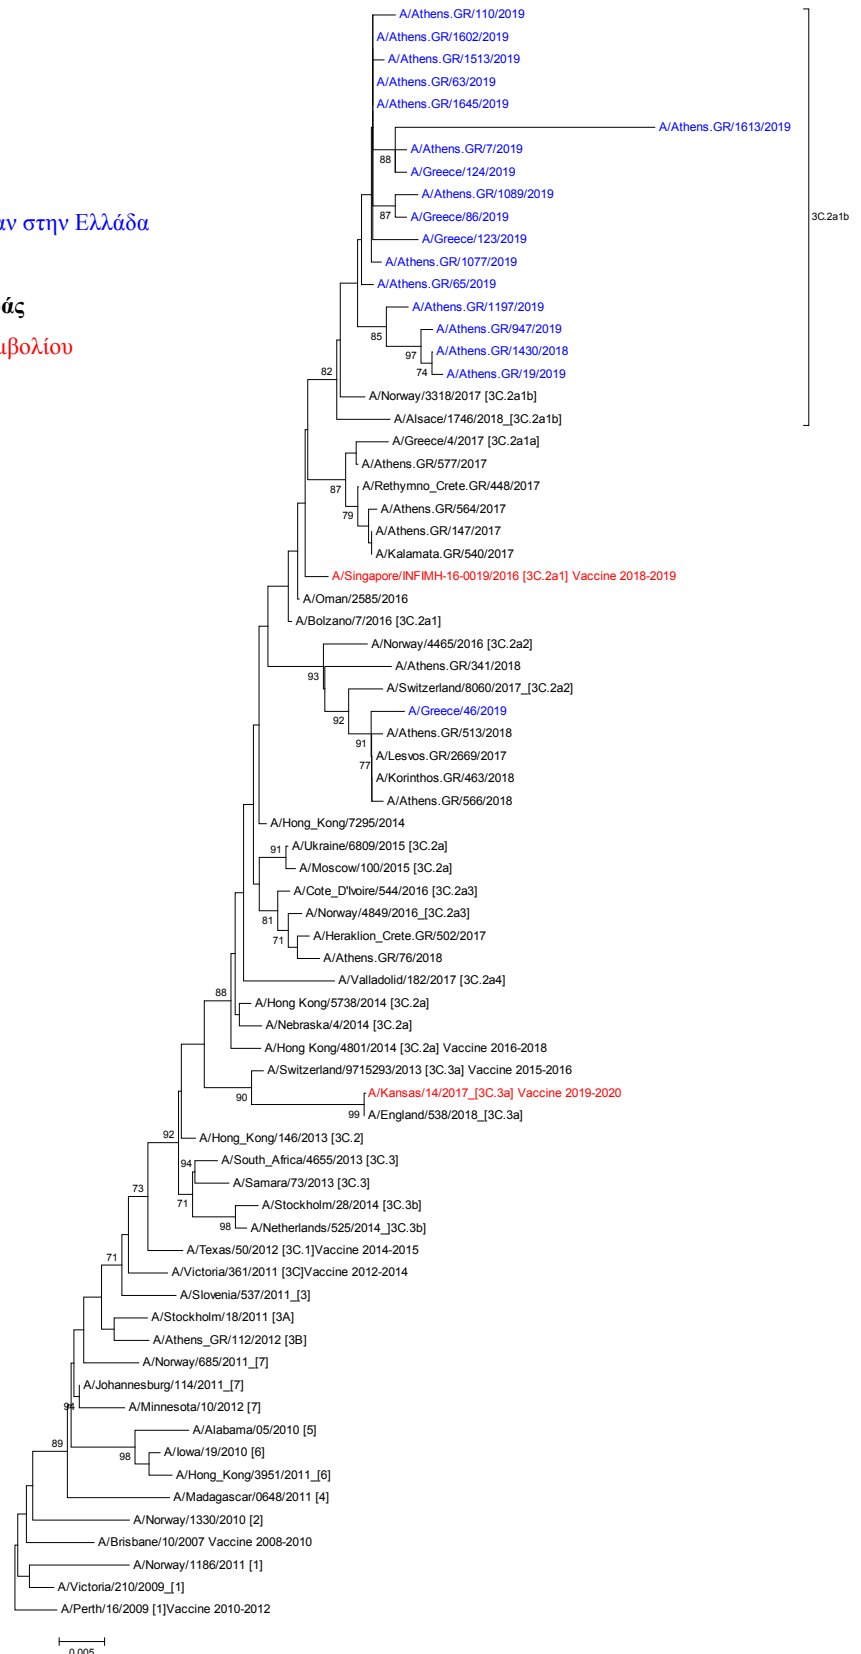 A/Athens.GR/110/2019
A/Athens.GR/1602/2019
A/Athens.GR/1513/2019
A/Athens.GR/63/2019
A/Athens.GR/1645/2019
A/Athens.GR/1613/2019
A/Athens.GR/7/2019
88
A/Greece/124/2019
A/Athens.GR/1089/2019
87
A/Greece/86/2019
3C.2a1b
αν στην Ελλάδα
A/Greece/123/2019
A/Athens.GR/1077/2019
A/Athens.GR/65/2019
άς
A/Athens.GR/1197/2019
85
A/Athens.GR/947/2019
μβολίου
97
A/Athens.GR/1430/2018
82
74
A/Athens.GR/19/2019
A/Norway/3318/2017 [3C.2a1b]
A/Alsace/1746/2018_[3C.2a1b]
A/Greece/4/2017 [3C.2a1a]
A/Athens.GR/577/2017
87
A/Rethymno_Crete.GR/448/2017
79
A/Athens.GR/564/2017
A/Athens.GR/147/2017
A/Kalamata.GR/540/2017
A/Singapore/INFIMH-16-0019/2016 [3C.2a1] Vaccine 2018-2019
A/Oman/2585/2016
A/Bolzano/7/2016 [3C.2a1]
A/Norway/4465/2016 [3C.2a2]
A/Athens.GR/341/2018
93
A/Switzerland/8060/2017_[3C.2a2]
A/Greece/46/2019
92
A/Athens.GR/513/2018
91
A/Lesvos.GR/2669/2017
77
A/Korinthos.GR/463/2018
A/Athens.GR/566/2018
A/Hong_Kong/7295/2014
91
A/Ukraine/6809/2015 [3C.2a]
A/Moscow/100/2015 [3C.2a]
A/Cote_D'Ivoire/544/2016 [3C.2a3]
81
A/Norway/4849/2016_[3C.2a3]
71
A/Heraklion_Crete.GR/502/2017
A/Athens.GR/76/2018
A/Valladolid/182/2017 [3C.2a4]
88
A/Hong Kong/5738/2014 [3C.2a]
A/Nebraska/4/2014 [3C.2a]
A/Hong Kong/4801/2014 [3C.2a] Vaccine 2016-2018
A/Switzerland/9715293/2013 [3C.3a] Vaccine 2015-2016
90
A/Kansas/14/2017_[3C.3a] Vaccine 2019-2020
99
A/England/538/2018_[3C.3a]
92
A/Hong_Kong/146/2013 [3C.2]
94
A/South_Africa/4655/2013 [3C.3]
A/Samara/73/2013 [3C.3]
73
71
A/Stockholm/28/2014 [3C.3b]
98
A/Netherlands/525/2014_]3C.3b]
A/Texas/50/2012 [3C.1]Vaccine 2014-2015
71
A/Victoria/361/2011 [3C]Vaccine 2012-2014
A/Slovenia/537/2011_[3]
A/Stockholm/18/2011 [3A]
A/Athens_GR/112/2012 [3B]
A/Norway/685/2011_[7]
A/Johannesburg/114/2011_[7]
94
A/Minnesota/10/2012 [7]
A/Alabama/05/2010 [5]
89
A/Iowa/19/2010 [6]
98
A/Hong_Kong/3951/2011_[6]
A/Madagascar/0648/2011 [4]
A/Norway/1330/2010 [2]
A/Brisbane/10/2007 Vaccine 2008-2010
A/Norway/1186/2011 [1]
A/Victoria/210/2009_[1]
A/Perth/16/2009 [1]Vaccine 2010-2012
0.005